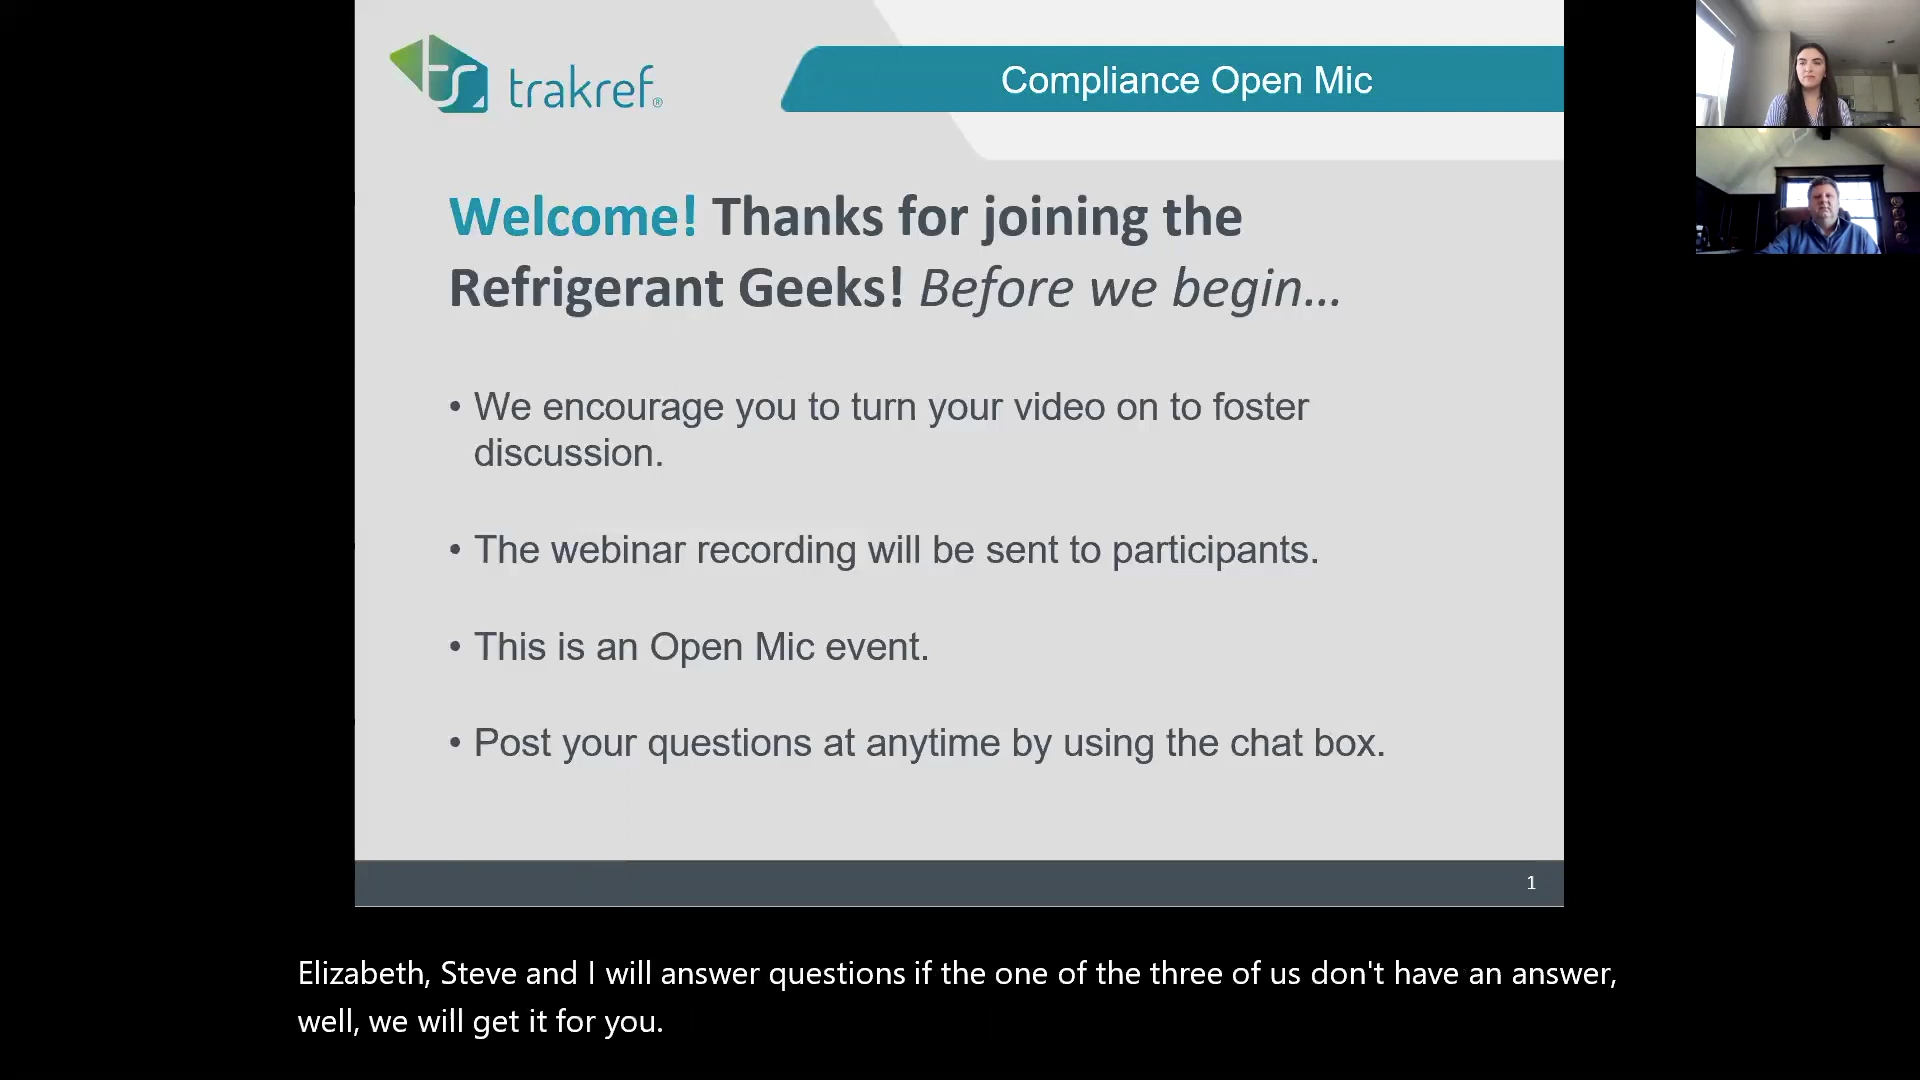 trakref®
Compliance Open Mic
Welcome! Thanks for joining the
Refrigerant Geeks! Before we begin...
• We encourage you to turn your video on to foster
discussion.
• The webinar recording will be sent to participants.
• This is an Open Mic event.
• Post your questions at anytime by using the chat box.
1
Elizabeth, Steve and I will answer questions if the one of the three of us don't have an answer,
well, we will get it for you.